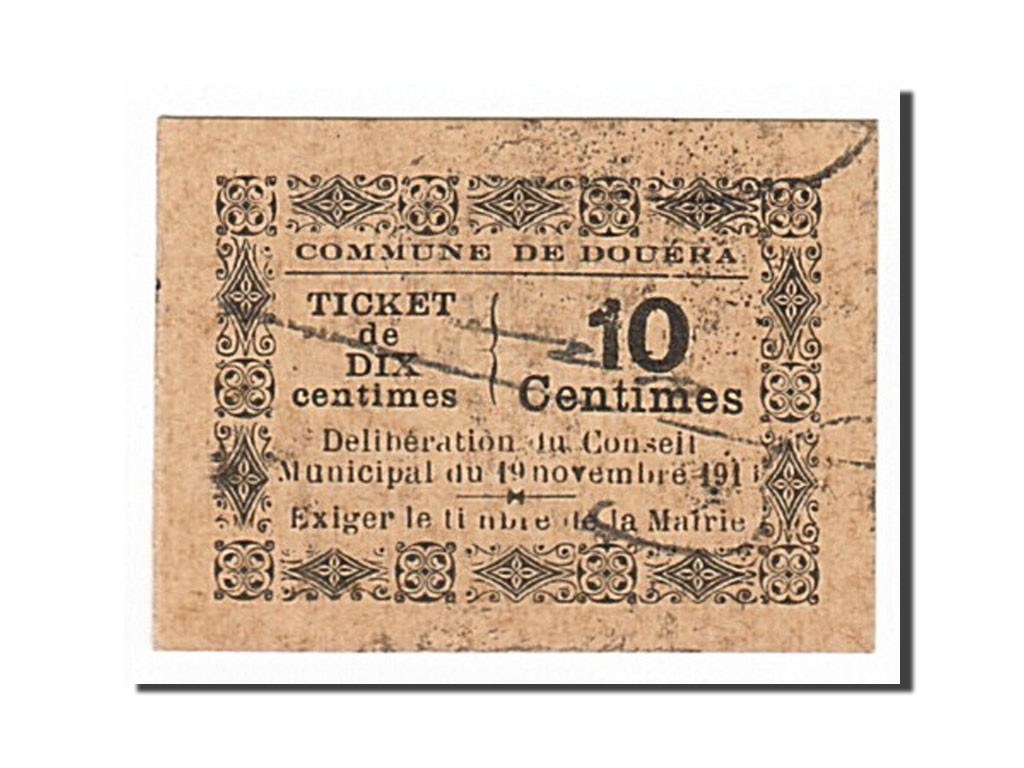 COMMUNE DE DOUÉRA
TICKET
de
DIX
centimes
10
Centimes
Delibération du Conseil
Municipal du 19 novembre
Exiger le timbre de la Mairie